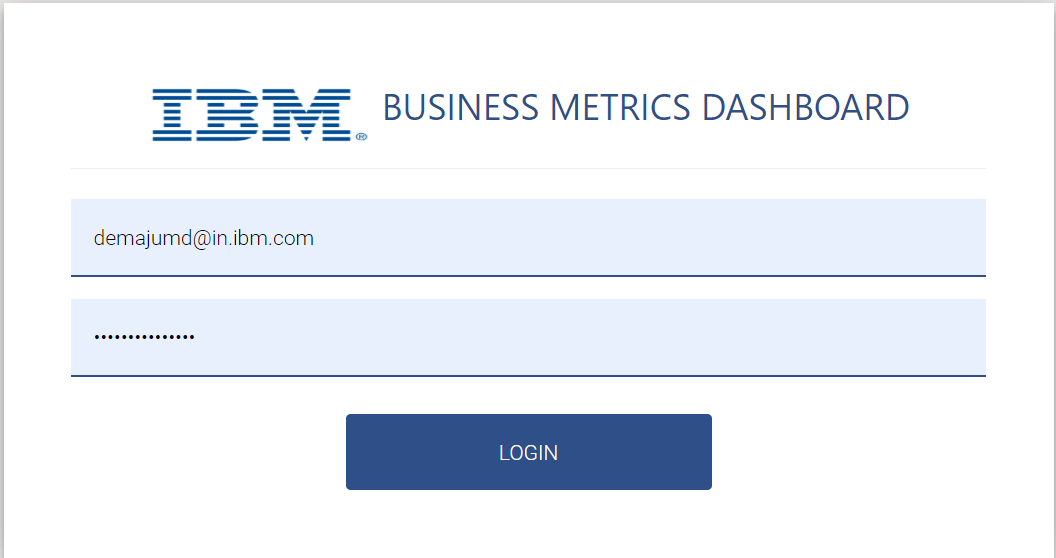 IBM® BUSINESS METRICS DASHBOARD
demajumd@in.ibm.com
•••••••••••••••
LOGIN